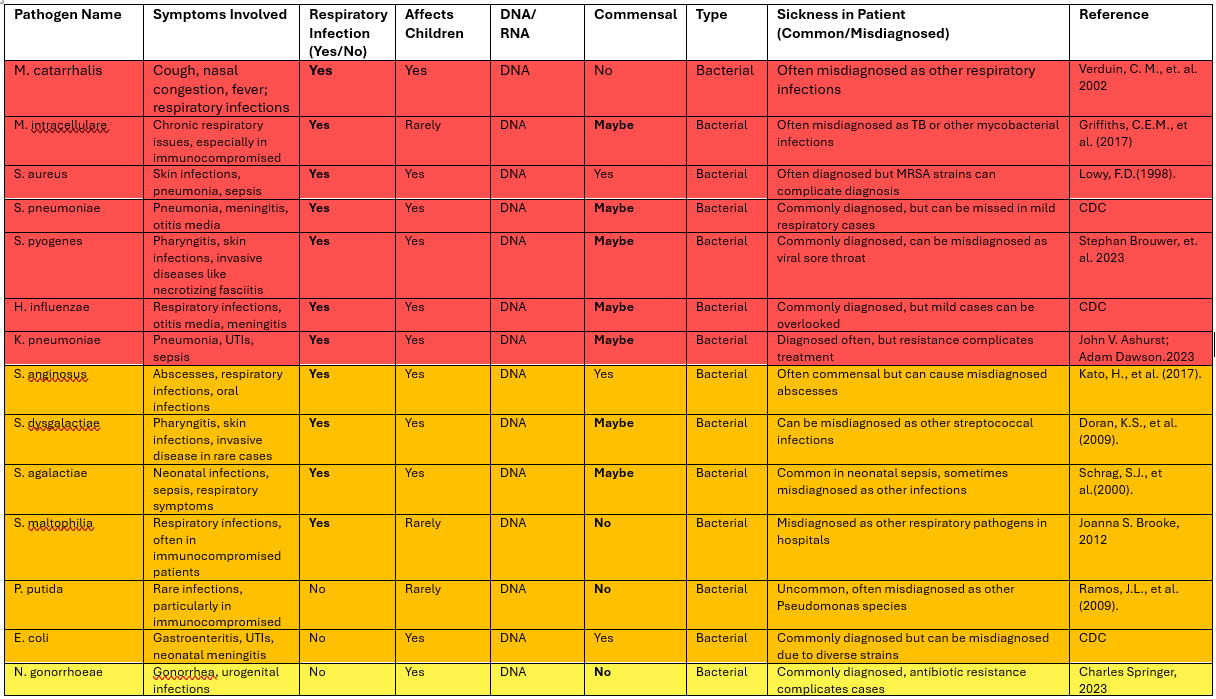 Pathogen Name Symptoms Involved Respiratory Infection (Yes/No) Affects Children DNA/ RNA Commensal Type Sickness in Patient (Common/Misdiagnosed) Reference
M. catarrhalis Cough, nasal congestion, fever; respiratory infections Yes Yes DNA No Bacterial Often misdiagnosed as other respiratory infections Verduin, C. M., et. al. 2002
M. intracellulare Chronic respiratory issues, especially in immunocompromised Yes Rarely DNA Maybe Bacterial Often misdiagnosed as TB or other mycobacterial infections Griffiths, C.E.M., et al. (2017)
S. aureus Skin infections, pneumonia, sepsis Yes Yes DNA Yes Bacterial Often diagnosed but MRSA strains can complicate diagnosis Lowy, F.D.(1998).
S. pneumoniae Pneumonia, meningitis, otitis media Yes Yes DNA Maybe Bacterial Commonly diagnosed, but can be missed in mild respiratory cases CDC
S. pyogenes Pharyngitis, skin infections, invasive diseases like necrotizing fasciitis Yes Yes DNA Maybe Bacterial Commonly diagnosed, can be misdiagnosed as viral sore throat Stephan Brouwer, et. al. 2023
H. influenzae Respiratory infections, otitis media, meningitis Yes Yes DNA Maybe Bacterial Commonly diagnosed, but mild cases can be overlooked CDC
K. pneumoniae Pneumonia, UTIs, sepsis Yes Yes DNA Maybe Bacterial Diagnosed often, but resistance complicates treatment John V. Ashurst; Adam Dawson.2023
S. anginosus Abscesses, respiratory infections, oral infections Yes Yes DNA Yes Bacterial Often commensal but can cause misdiagnosed abscesses Kato, H., et al. (2017).
S. dysgalactiae Pharyngitis, skin infections, invasive disease in rare cases Yes Yes DNA Maybe Bacterial Can be misdiagnosed as other streptococcal infections Doran, K.S., et al. (2009).
S. agalactiae Neonatal infections, sepsis, respiratory symptoms Yes Yes DNA Maybe Bacterial Common in neonatal sepsis, sometimes misdiagnosed as other infections Schrag, S.J., et al.(2000).
S. maltophilia Respiratory infections, often in immunocompromised patients Yes Rarely DNA No Bacterial Misdiagnosed as other respiratory pathogens in hospitals Joanna S. Brooke, 2012
P. putida Rare infections, particularly in immunocompromised No Rarely DNA No Bacterial Uncommon, often misdiagnosed as other Pseudomonas species Ramos, J.L., et al. (2009).
E. coli Gastroenteritis, UTIs, neonatal meningitis No Yes DNA Yes Bacterial Commonly diagnosed but can be misdiagnosed due to diverse strains CDC
N. gonorrhoeae Gonorrhea, urogenital infections No Yes DNA No Bacterial Commonly diagnosed, antibiotic resistance complicates cases Charles Springer, 2023